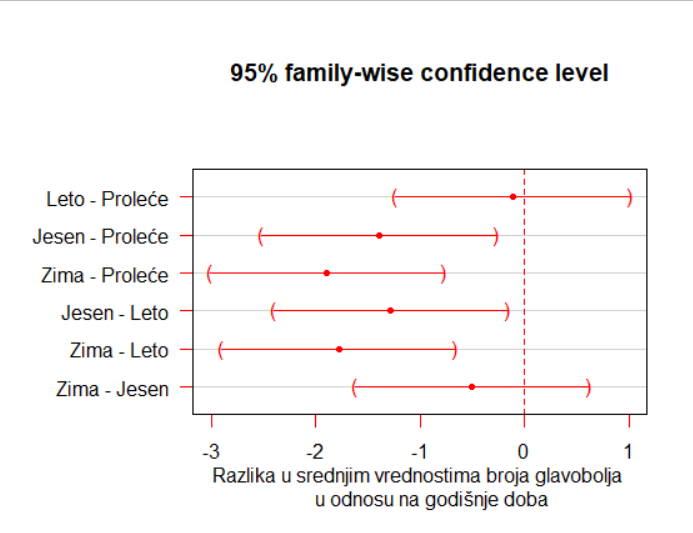 95% family-wise confidence level
Leto - Proleće
Jesen - Proleće
Zima - Proleće
Jesen - Leto
Zima - Leto
Zima - Jesen
-3 -2 -1 0 1
Razlika u srednjim vrednostima broja glavobolja
u odnosu na godišnje doba